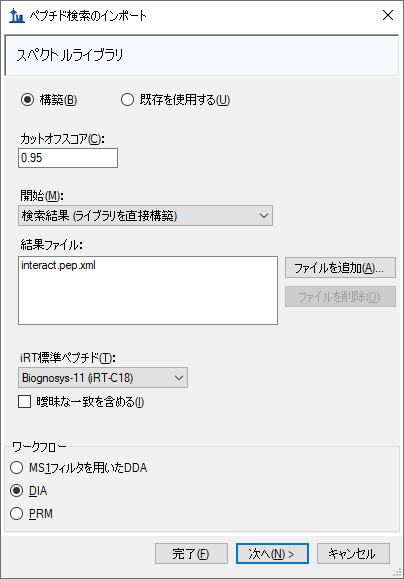 ペプチド検索のインポート
スペクトルライブラリ
構築(B) 既存を使用する(U)
カットオフスコア(C):
0.95
開始(M):
検索結果 (ライブラリを直接構築)
結果ファイル:
interact.pep.xml
ファイルを追加(A)...
ファイルを削除(O)
iRT標準ペプチド(T):
Biognosys-11 (iRT-C18)
曖昧な一致を含める(I)
ワークフロー
MS1フィルタを用いたDDA
DIA
PRM
完了(F) 次へ(N) > キャンセル